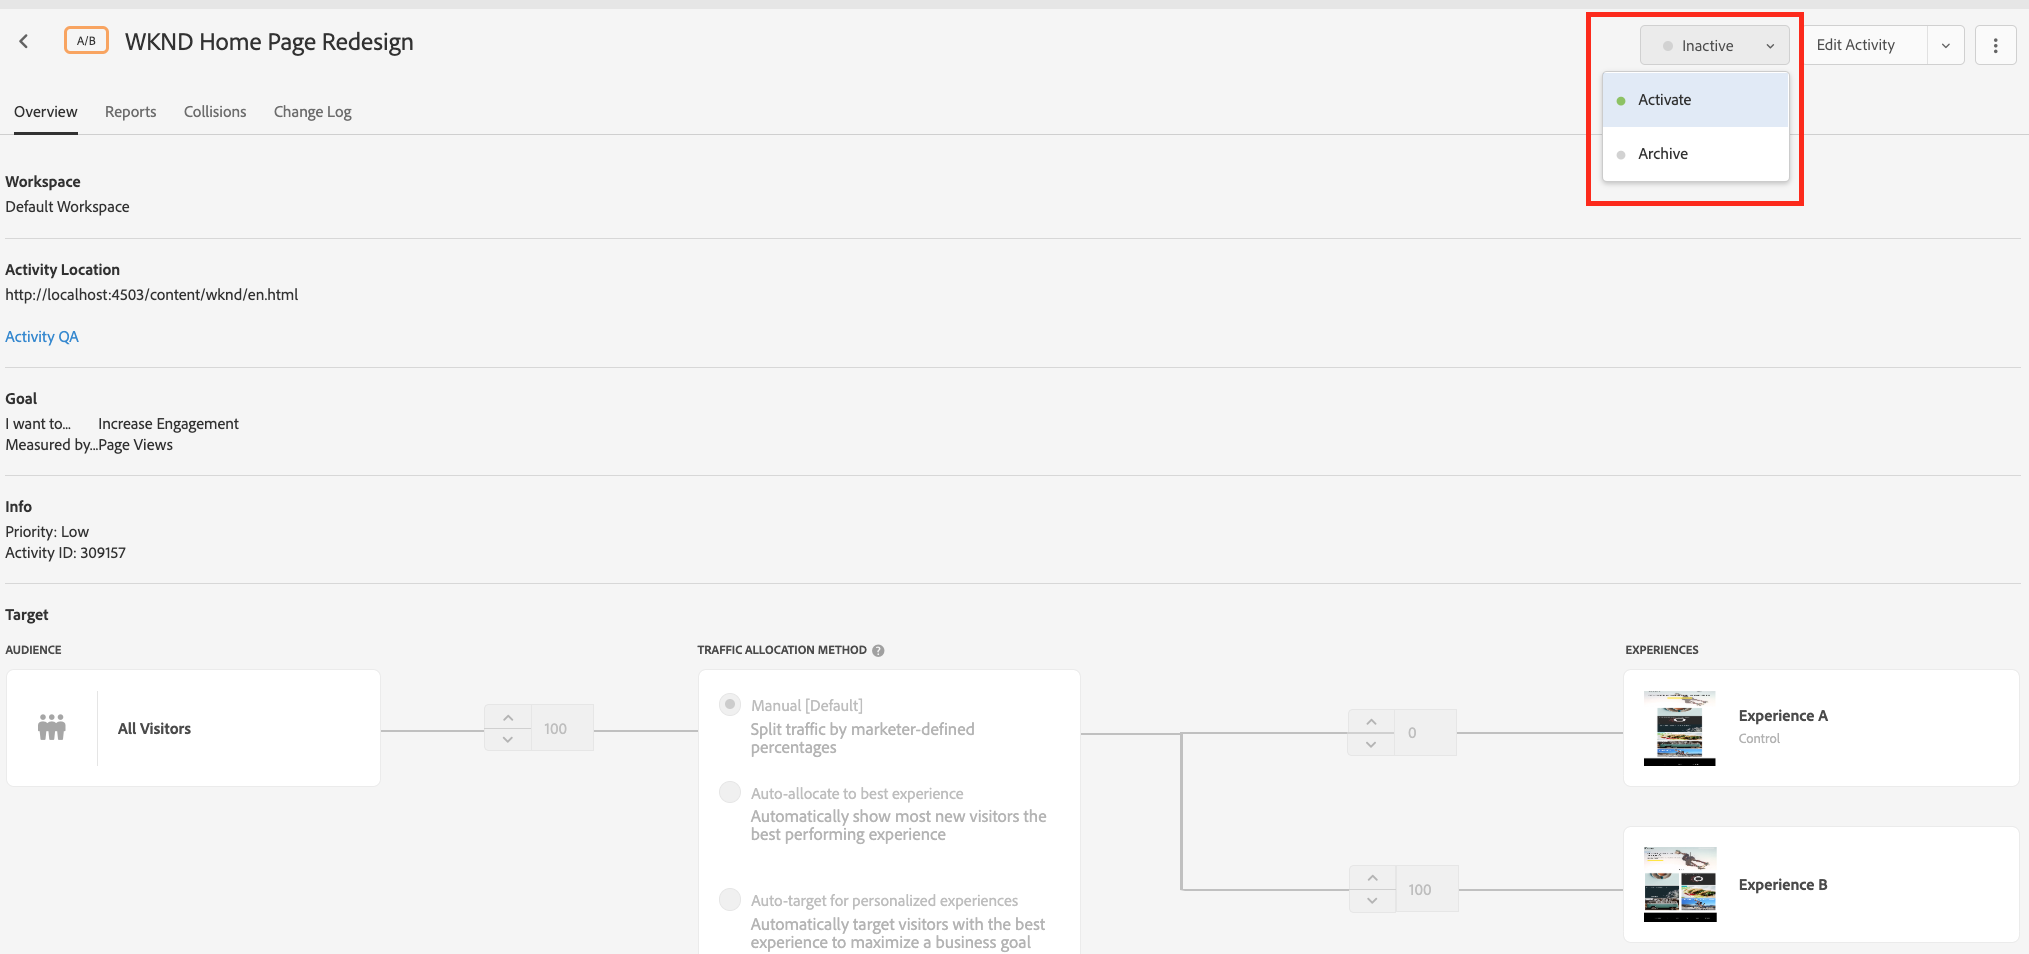 A/B
WKND Home Page Redesign
Inactive
Edit Activity
Activate
Archive
Overview
Reports
Collisions
Change Log
Workspace
Default Workspace
Activity Location
http://localhost:4503/content/wknd/en.html
Activity QA
Goal
I want to... Increase Engagement
Measured by...Page Views
Info
Priority: Low
Activity ID: 309157
Target
AUDIENCE
All Visitors
100
TRAFFIC ALLOCATION METHOD ?
Manual [Default]
Split traffic by marketer-defined
percentages
Auto-allocate to best experience
Automatically show most new visitors the
best performing experience
Auto-target for personalized experiences
Automatically target visitors with the best
experience to maximize a business goal
0
100
EXPERIENCES
Experience A
Control
Experience B